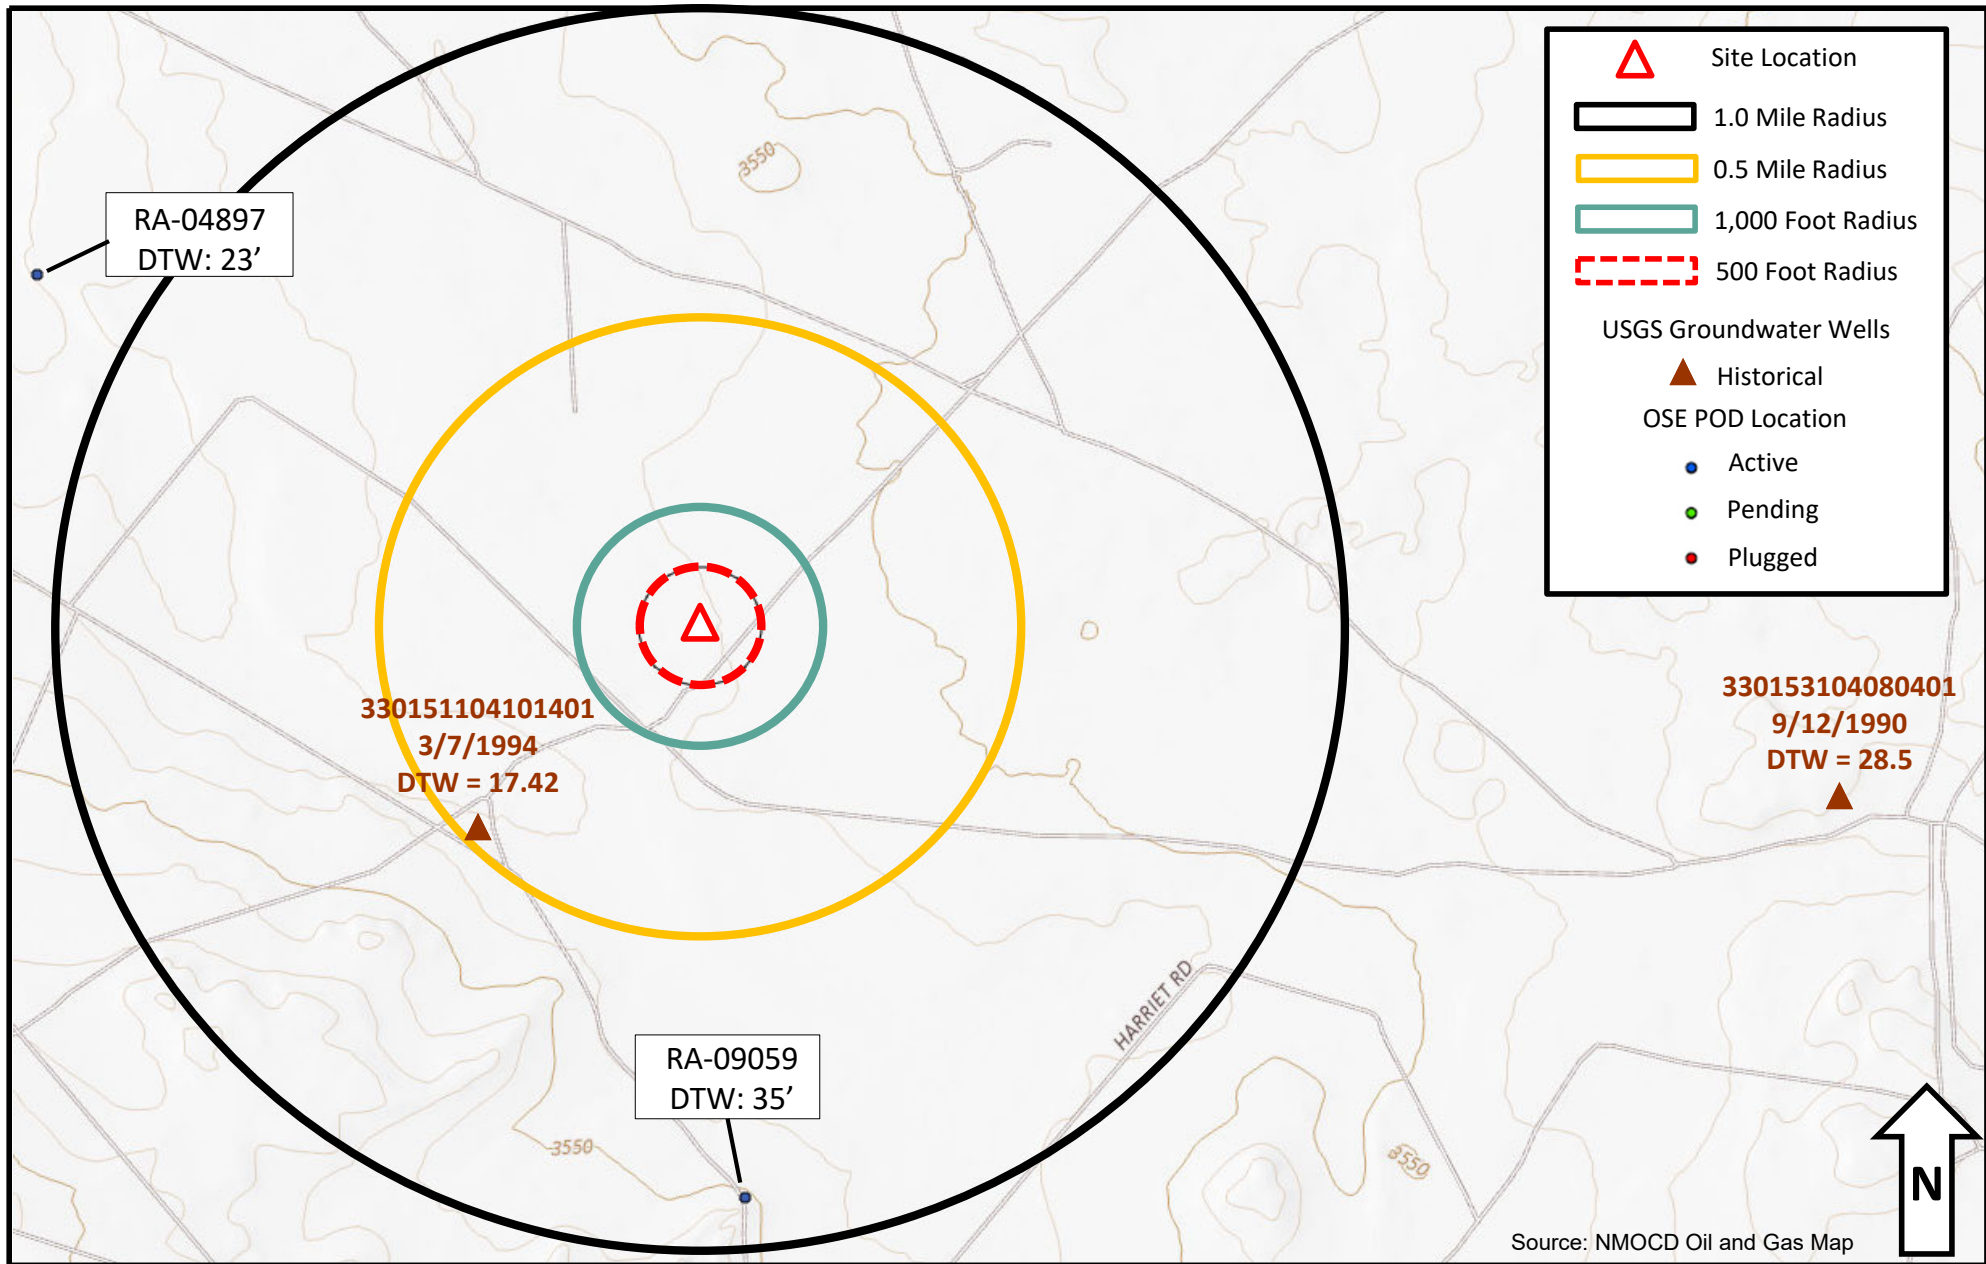 3550
RA-04897
DTW: 23’
330151104101401
3/7/1994
DTW = 17.42
330153104080401
9/12/1990
DTW = 28.5
HARRIET RD
RA-09059
DTW: 35’
3550
3550
Site Location
1.0 Mile Radius
0.5 Mile Radius
1,000 Foot Radius
500 Foot Radius
USGS Groundwater Wells
Historical
OSE POD Location
Active
Pending
Plugged
N
Source: NMOCD Oil and Gas Map